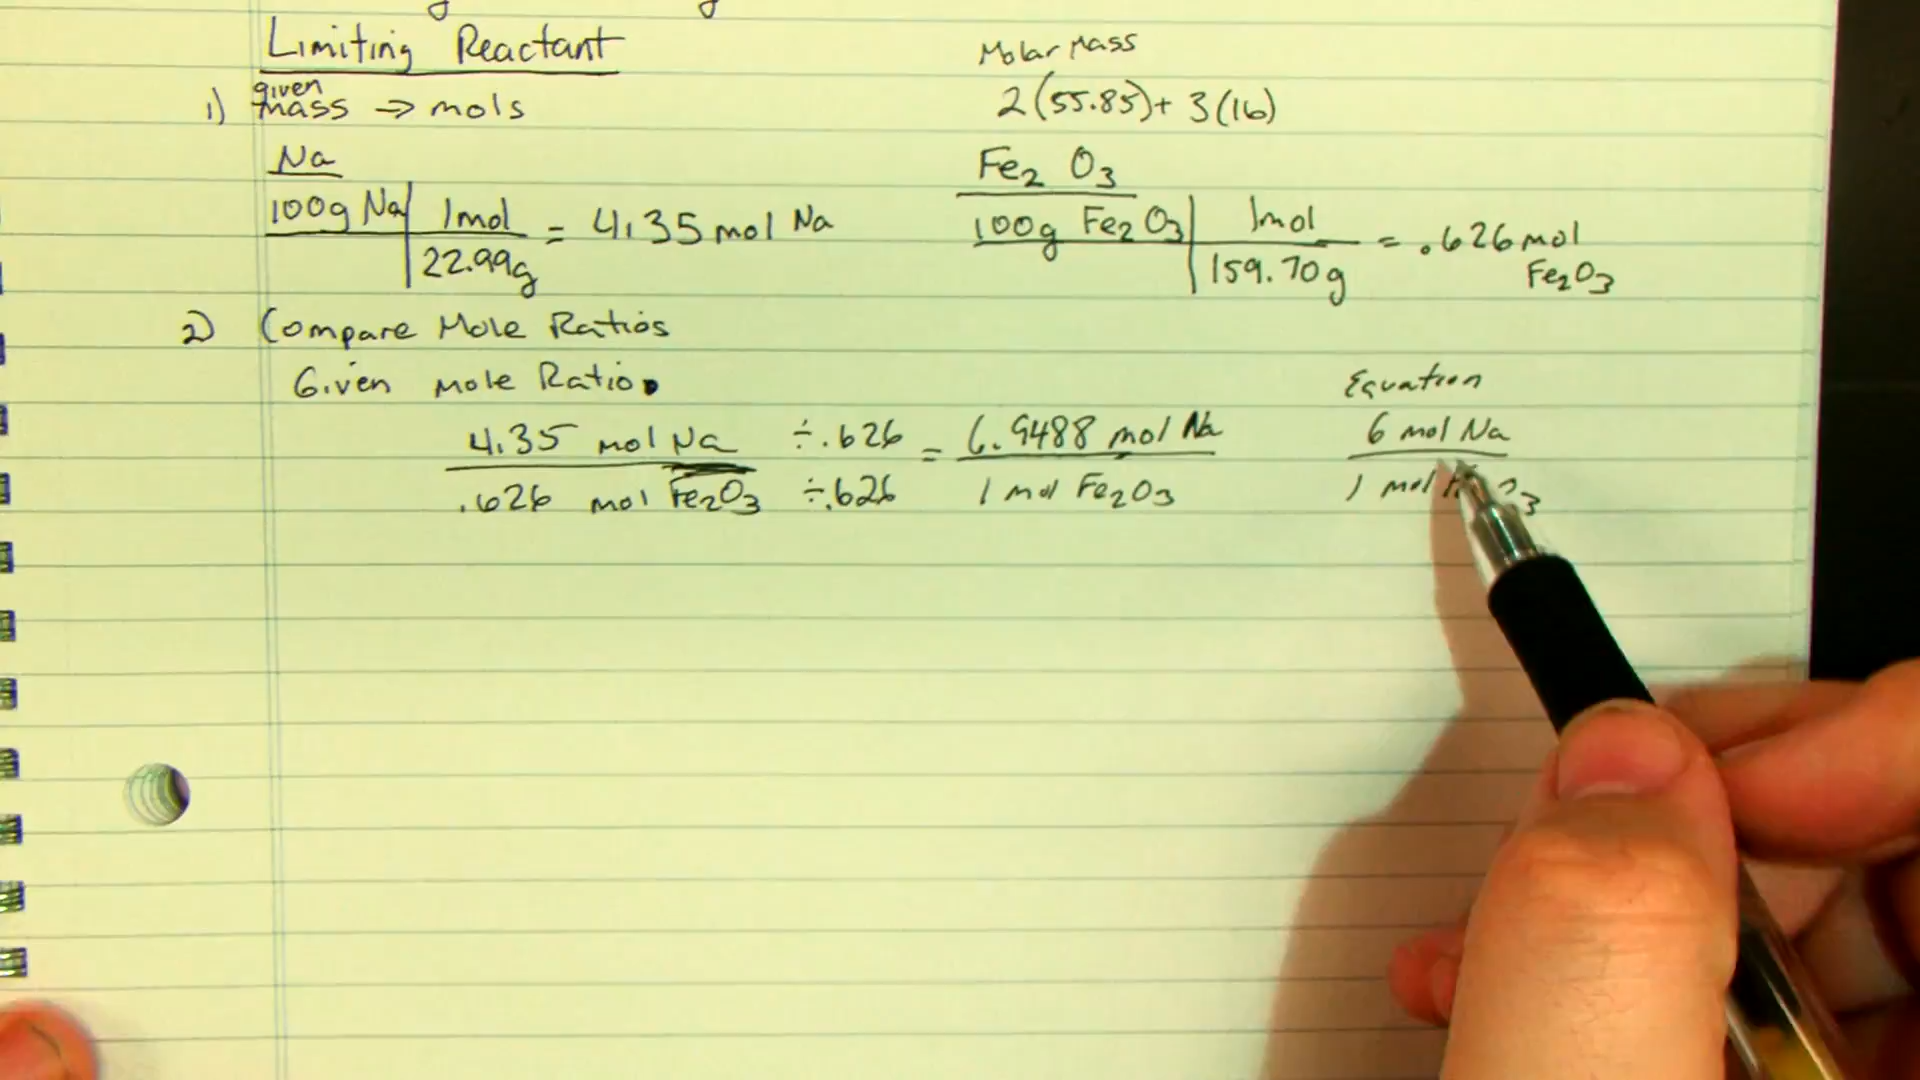 Limiting Reactant
Molar Mass
given
1) mass → mols
2(55.85)+ 3(16)
Na
Fe2 O3
100g Na 1mol = 4.35 mol Na
22.99g
100g Fe2O3 1mol = .626 mol
159.70g Fe2O3
2) Compare Mole Ratios
Given Mole Ratio
Equation
4.35 mol Na ÷.626 = 6.9488 mol Na
.626 mol Fe2O3 ÷.626 1 mol Fe2O3
6 mol Na
1 mol O3